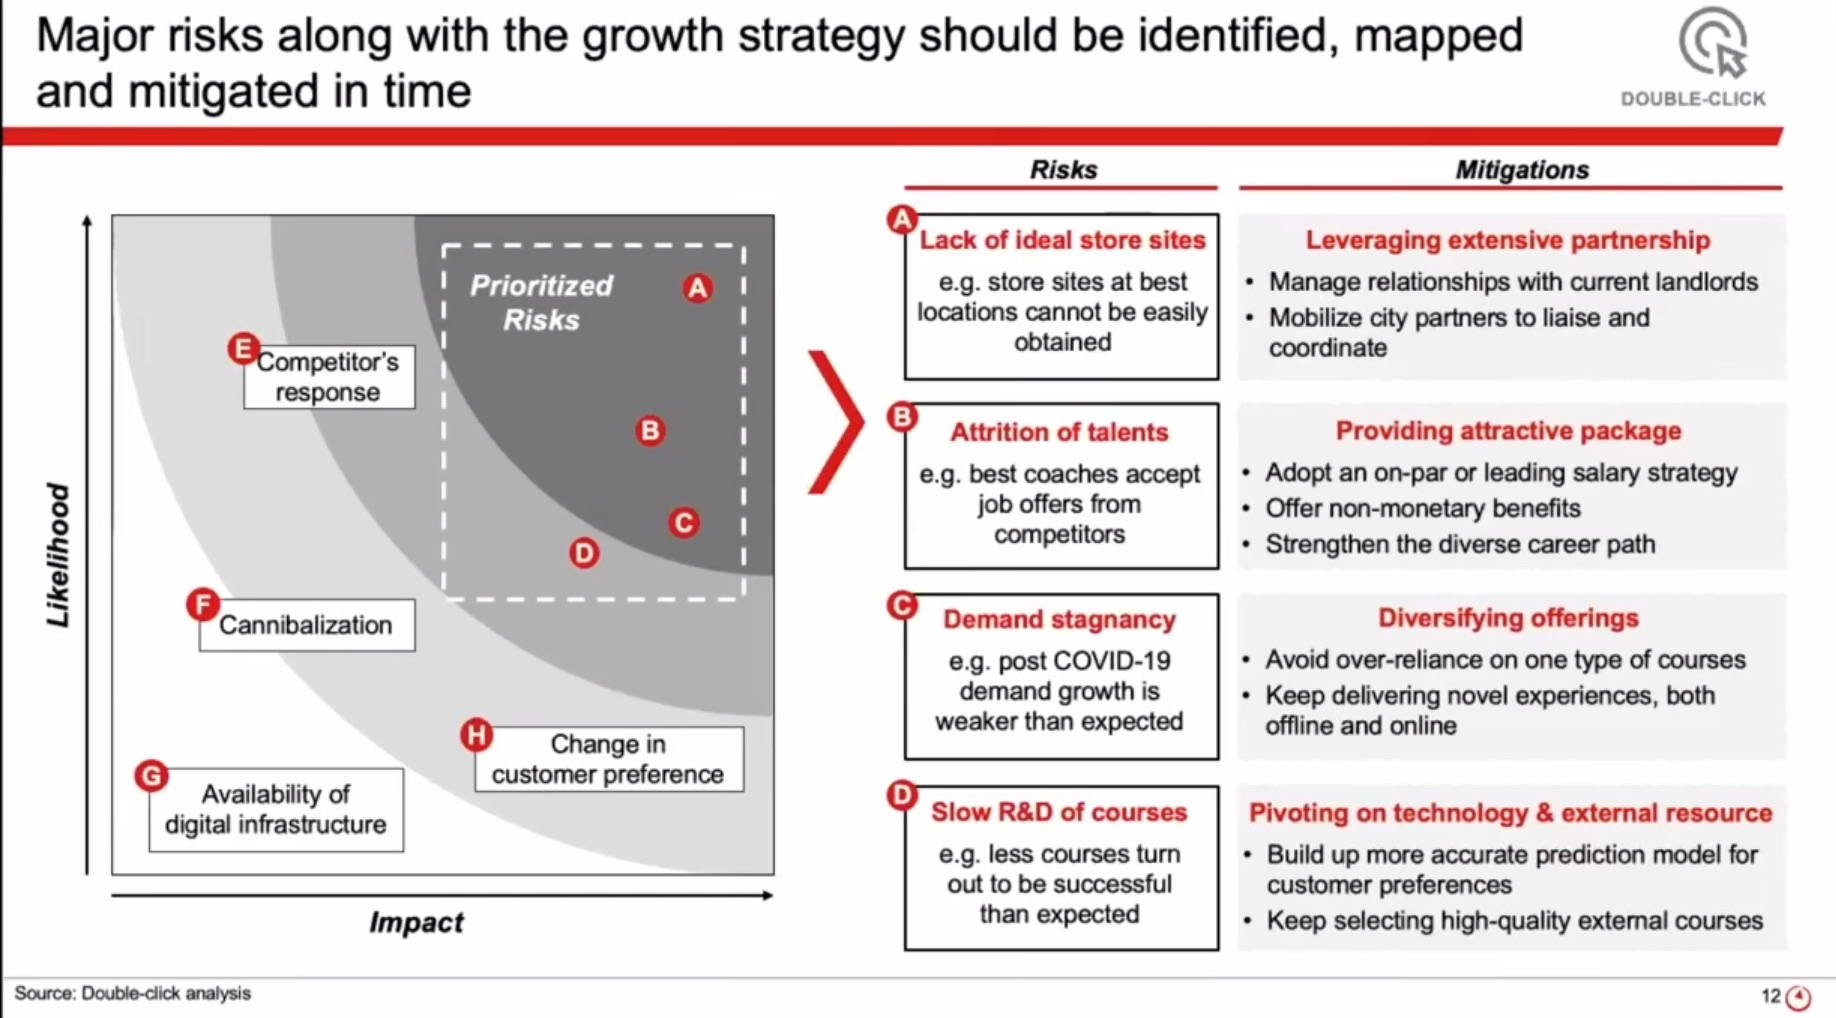 Major risks along with the growth strategy should be identified, mapped
and mitigated in time
DOUBLE-CLICK
Likelihood
Impact
Prioritized
Risks
A
B
C
D
E
Competitor's
response
F
Cannibalization
H
Change in
customer preference
G
Availability of
digital infrastructure
Risks
Mitigations
A
Lack of ideal store sites
e.g. store sites at best
locations cannot be easily
obtained
Leveraging extensive partnership
• Manage relationships with current landlords
• Mobilize city partners to liaise and
coordinate
B
Attrition of talents
e.g. best coaches accept
job offers from
competitors
Providing attractive package
• Adopt an on-par or leading salary strategy
• Offer non-monetary benefits
• Strengthen the diverse career path
C
Demand stagnancy
e.g. post COVID-19
demand growth is
weaker than expected
Diversifying offerings
• Avoid over-reliance on one type of courses
• Keep delivering novel experiences, both
offline and online
D
Slow R&D of courses
e.g. less courses turn
out to be successful
than expected
Pivoting on technology & external resource
• Build up more accurate prediction model for
customer preferences
• Keep selecting high-quality external courses
Source: Double-click analysis
12